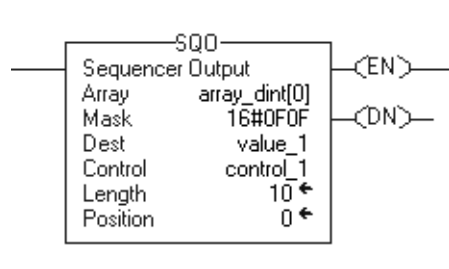 SQO
Sequencer Output
EN
Array array_dint[0]
Mask 16#0F0F
DN
Dest value_1
Control control_1
Length 10
Position 0